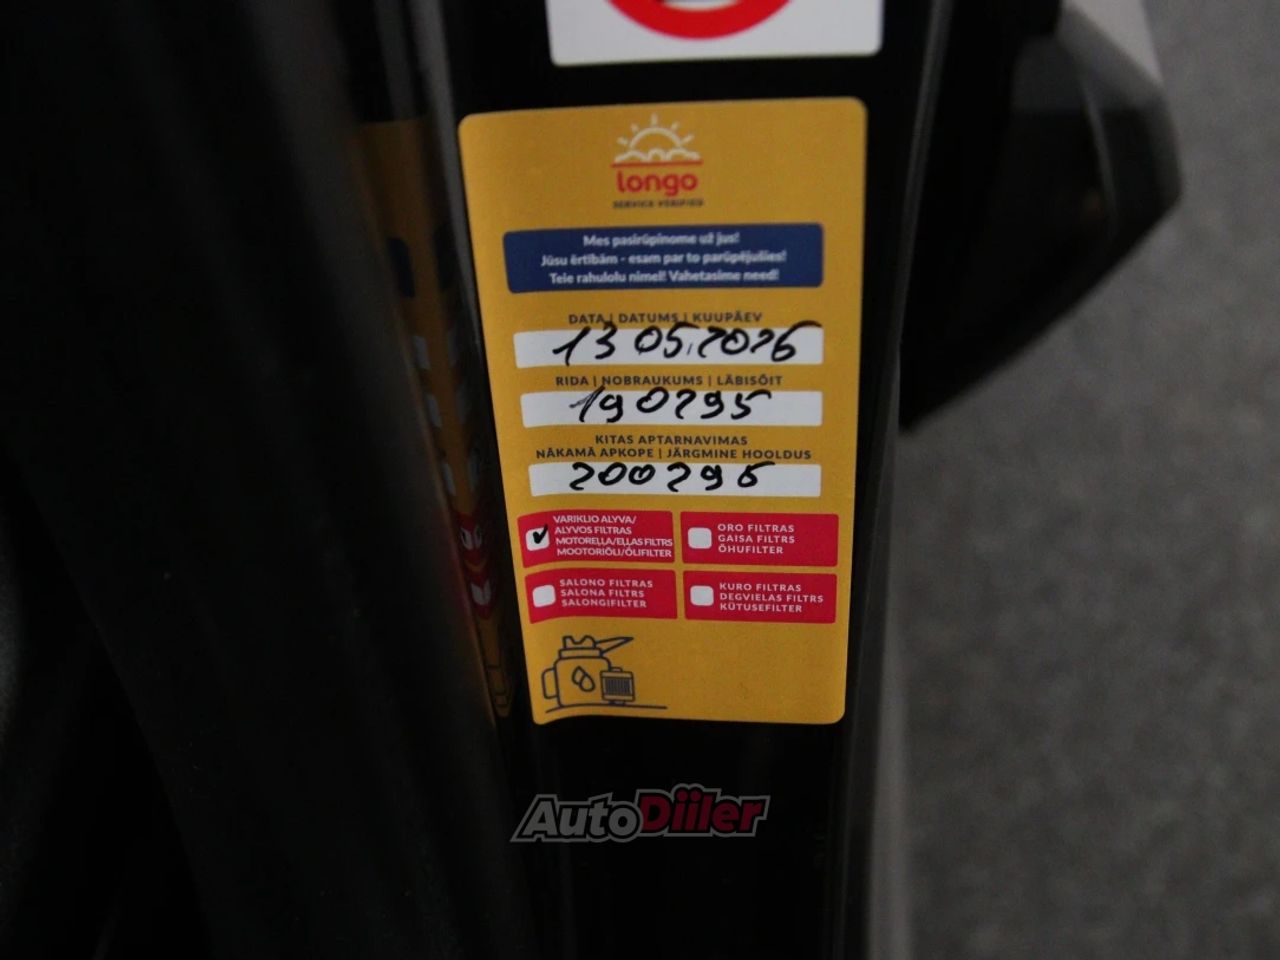 longo
SERVICE VERIFIED
Mes pasirūpinome už jus!
Jūsu ērtībām - esam par to parūpējušies!
Teie rahulolu nimel! Vahetasime need!
DATA | DATUMS | KUUPÄEV
13 05.2026
RIDA | NOBRAUKUMS | LÄBISÕIT
190295
KITAS APTARNAVIMAS
NĀKAMĀ APKOPE | JÄRGMINE HOOLDUS
200295
VARIKLIO ALYVA/
ALYVOS FILTRAS
MOTOREĻĻA/EĻĻAS FILTRS
MOOTORIÕLI/ÕLIFILTER
ORO FILTRAS
GAISA FILTRS
ÕHUFILTER
SALONO FILTRAS
SALONA FILTRS
SALONGIFILTER
KURO FILTRAS
DEGVIELAS FILTRS
KÜTUSEFILTER
AutoDiiler